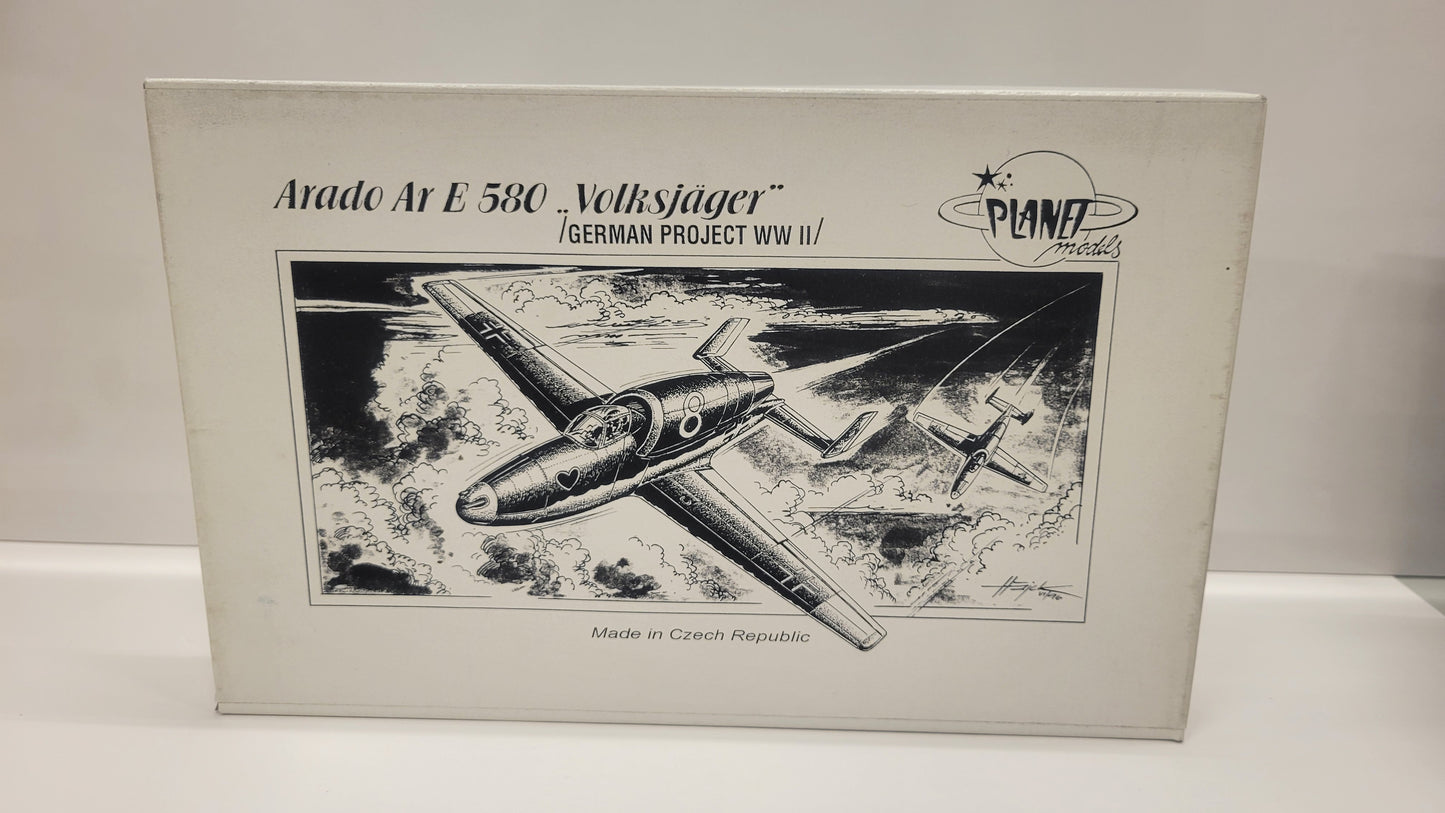 Arado Ar E 580 „Volksjäger”
/GERMAN PROJECT WW II/
PLANET
models
8
Made in Czech Republic